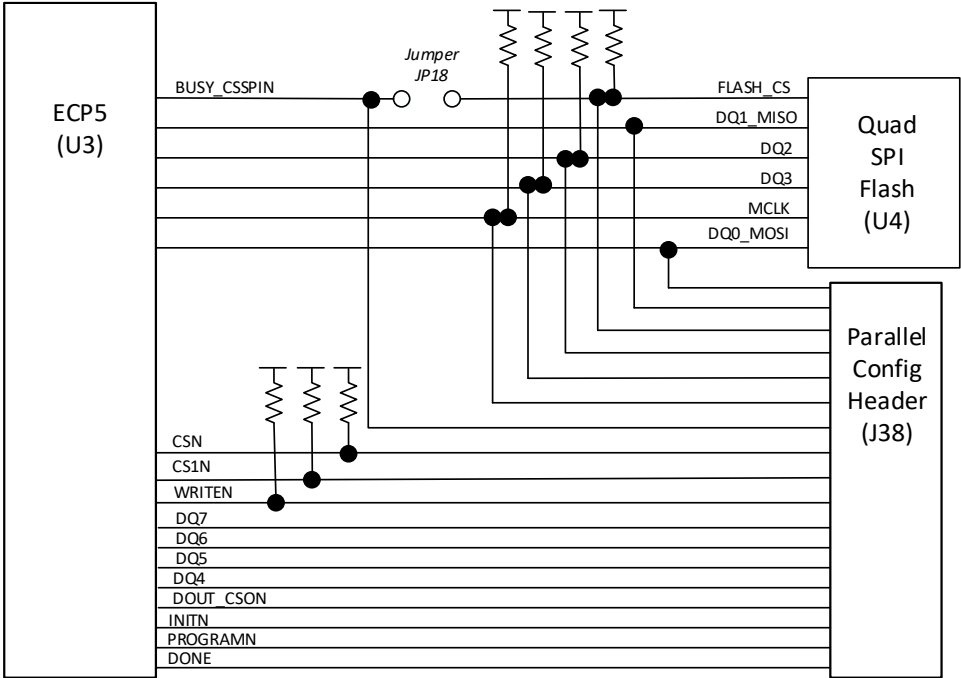 Jumper
JP18
BUSY_CSSPIN
FLASH_CS
DQ1_MISO
DQ2
DQ3
MCLK
DQ0_MOSI
ECP5
(U3)
Quad
SPI
Flash
(U4)
Parallel
Config
Header
(J38)
CSN
CS1N
WRITEN
DQ7
DQ6
DQ5
DQ4
DOUT_CSON
INITN
PROGRAMN
DONE